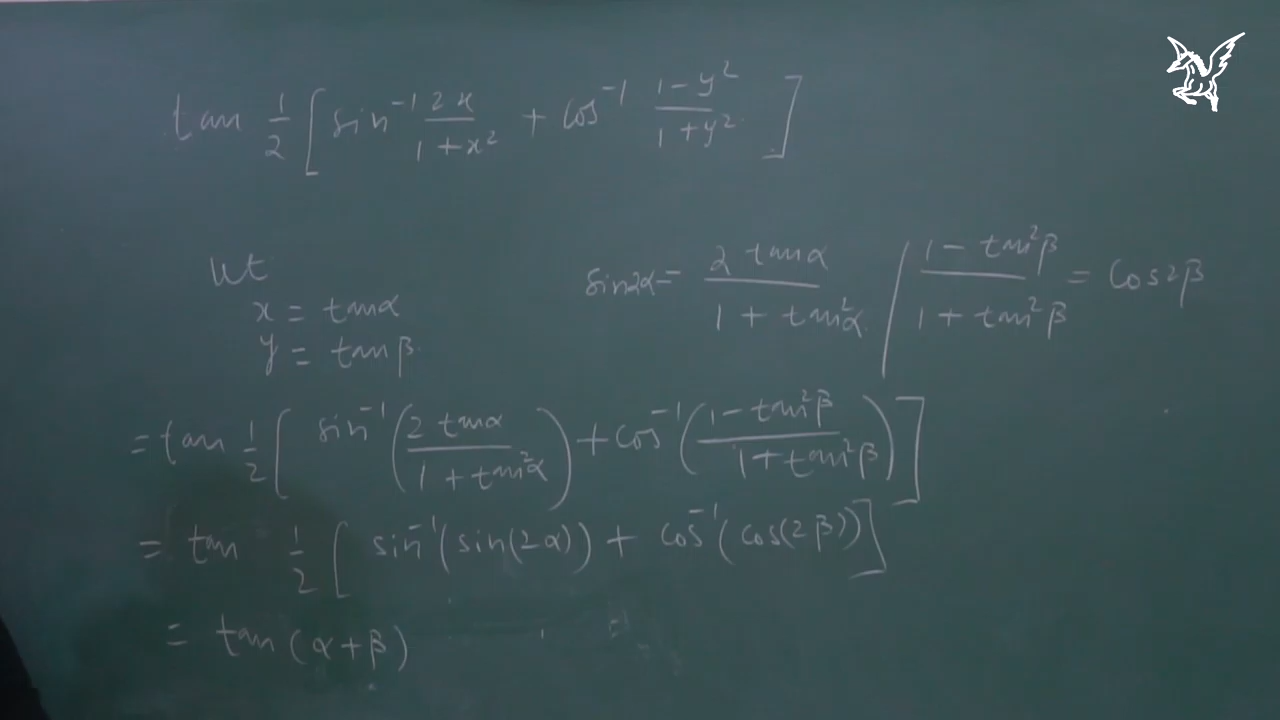 tan 1/2 [ sin⁻¹ 2x/(1+x²) + cos⁻¹ (1-y²)/(1+y²) ]
let
x = tanα
y = tanβ
sin2α = (2 tanα)/(1 + tan²α) / (1 - tan²β)/(1 + tan²β) = cos2β
= tan 1/2 [ sin⁻¹ ( (2 tanα)/(1 + tan²α) ) + cos⁻¹ ( (1 - tan²β)/(1 + tan²β) ) ]
= tan 1/2 [ sin⁻¹(sin(2α)) + cos⁻¹(cos(2β)) ]
= tan(α+β)